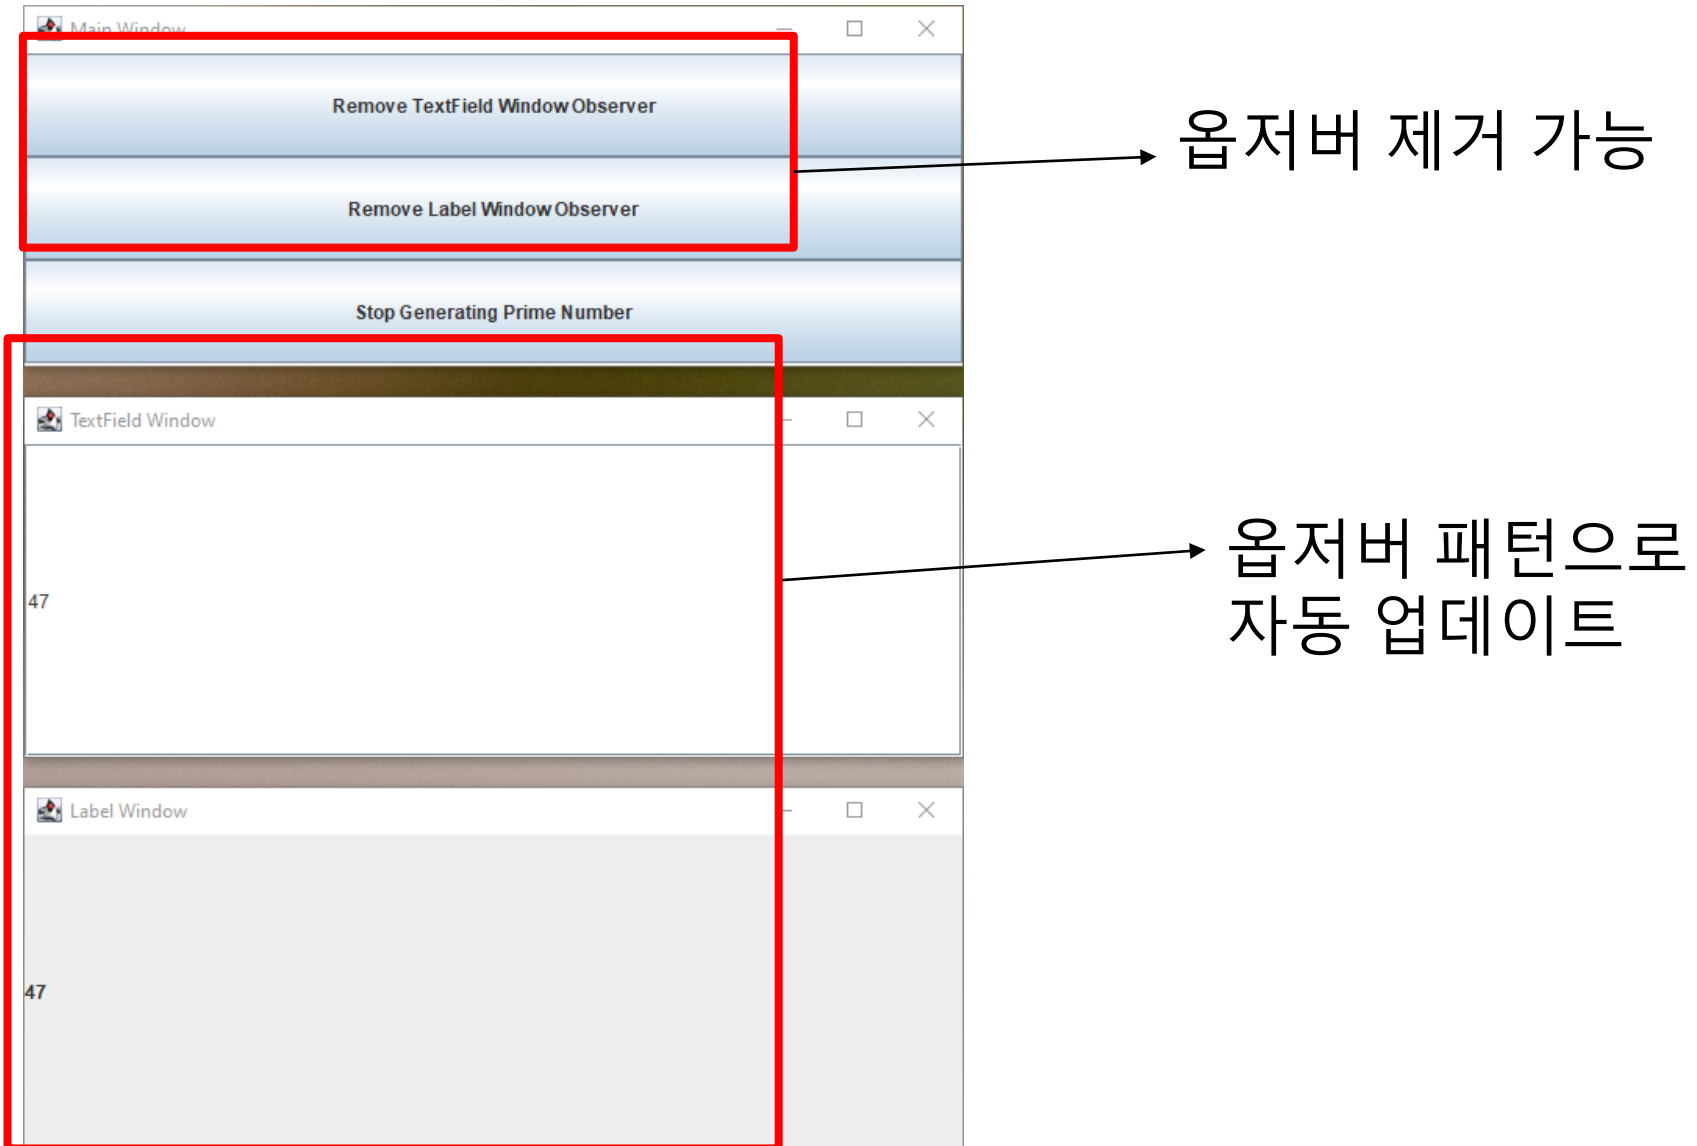 Main Window
Remove TextField Window Observer
옵저버 제거 가능
Remove Label Window Observer
Stop Generating Prime Number
TextField Window
옵저버 패턴으로
자동 업데이트
47
Label Window
47